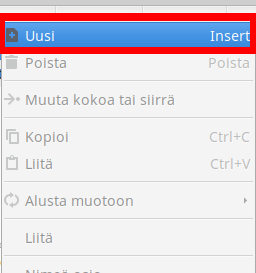 Uusi Insert
Poista Poista
Muuta kokoa tai siirrä
Kopioi Ctrl+C
Liitä Ctrl+V
Alusta muotoon
Liitä